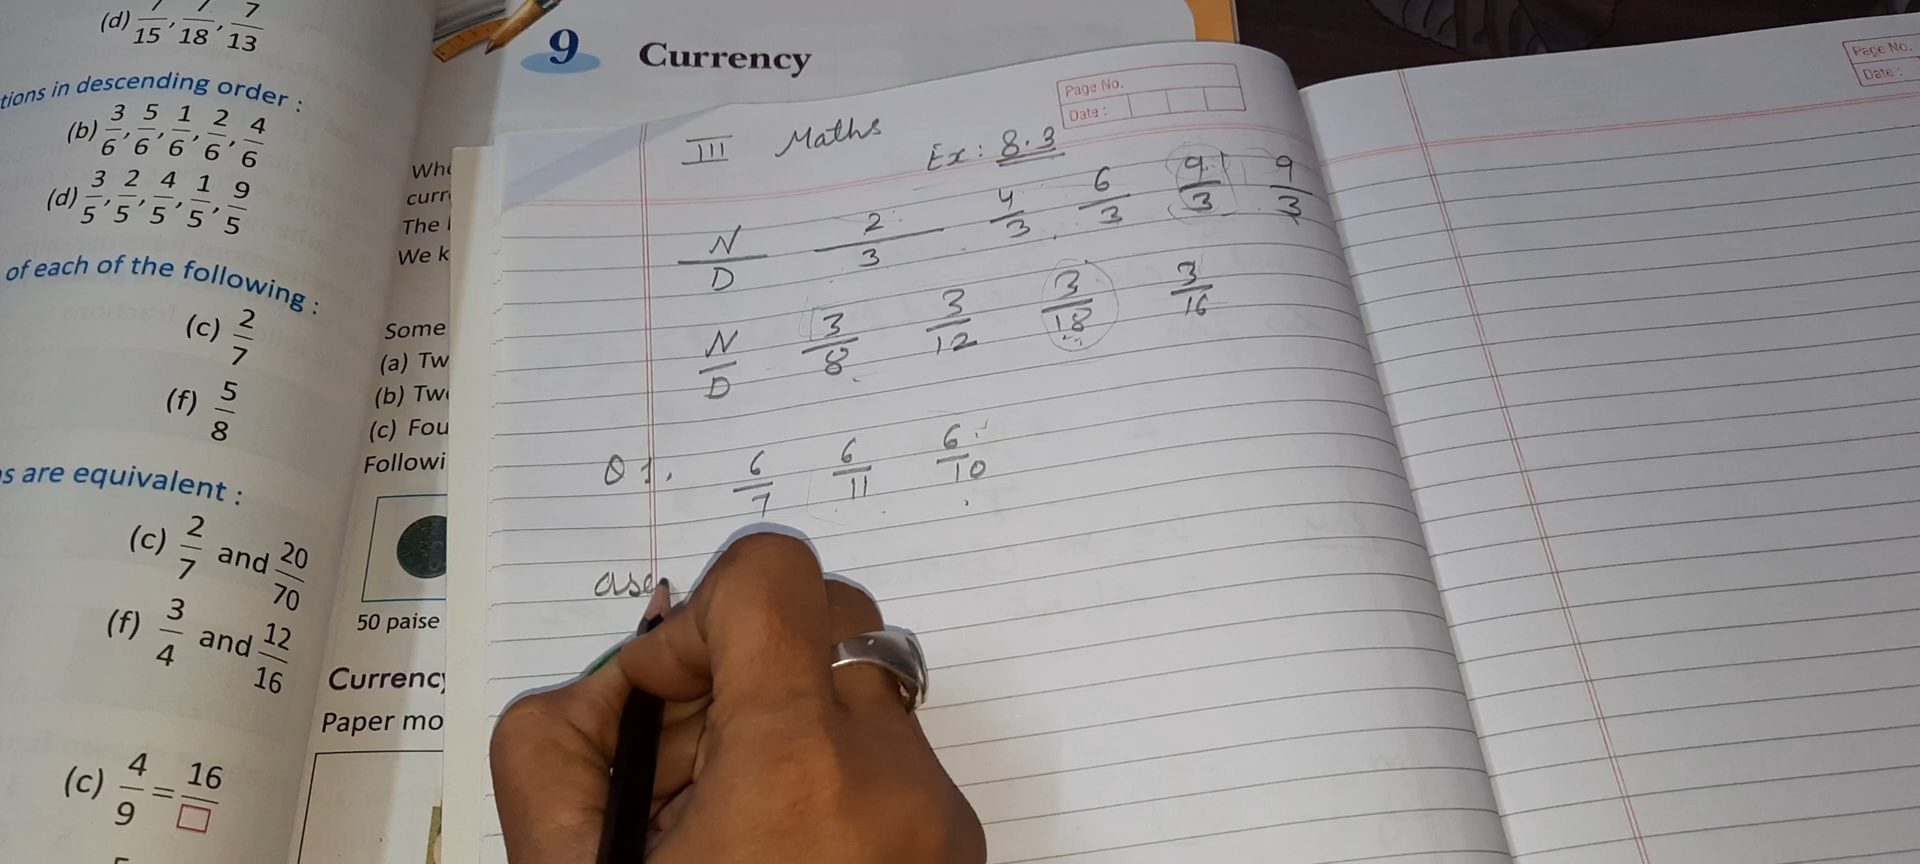 (d) 7/15, 7/18, 7/13
tions in descending order :
(b) 3/6, 5/6, 1/6, 2/6, 4/6
(d) 3/5, 2/5, 4/5, 1/5, 9/5
of each of the following :
(c) 2/7
(f) 5/8
s are equivalent :
(c) 2/7 and 20/70
(f) 3/4 and 12/16
(c) 4/9 = 16/□
9 Currency
curr
The
We k
Some
(a) Tw
(b) Two
(c) Fou
Followi
50 paise
Currency
Paper mo
Page No.
Date :
III Maths
Ex: 8.3
N/D 2/3 4/3 6/3 9/3 9/3
N/D 3/8 3/12 3/18 3/16
Q1. 6/7 6/11 6/10
asc
Page No.
Date :